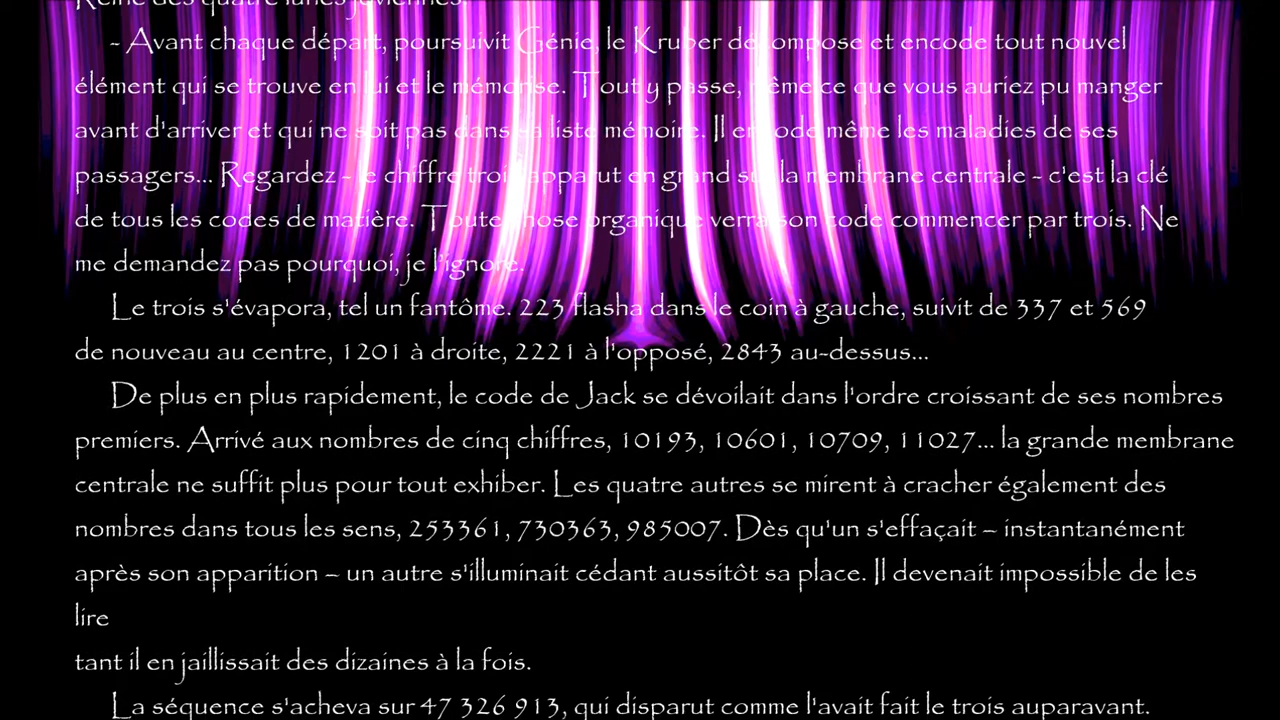 Reine des quatre lunes joviennes.
- Avant chaque départ, poursuivit Génie, le Kruber décompose et encode tout nouvel
élément qui se trouve en lui et le mémorise. Tout y passe, même ce que vous auriez pu manger
avant d'arriver et qui ne soit pas dans sa liste mémoire. Il encode même les maladies de ses
passagers... Regardez - le chiffre trois apparut en grand sur la membrane centrale - c'est la clé
de tous les codes de matière. Toute chose organique verra son code commencer par trois. Ne
me demandez pas pourquoi, je l'ignore.
Le trois s'évapora, tel un fantôme. 223 flasha dans le coin à gauche, suivit de 337 et 569
de nouveau au centre, 1201 à droite, 2221 à l'opposé, 2843 au-dessus...
De plus en plus rapidement, le code de Jack se dévoilait dans l'ordre croissant de ses nombres
premiers. Arrivé aux nombres de cinq chiffres, 10193, 10601, 10709, 11027... la grande membrane
centrale ne suffit plus pour tout exhiber. Les quatre autres se mirent à cracher également des
nombres dans tous les sens, 253361, 730363, 985007. Dès qu'un s'effaçait – instantanément
après son apparition – un autre s'illuminait cédant aussitôt sa place. Il devenait impossible de les
lire
tant il en jaillissait des dizaines à la fois.
La séquence s'acheva sur 47 326 913, qui disparut comme l'avait fait le trois auparavant.